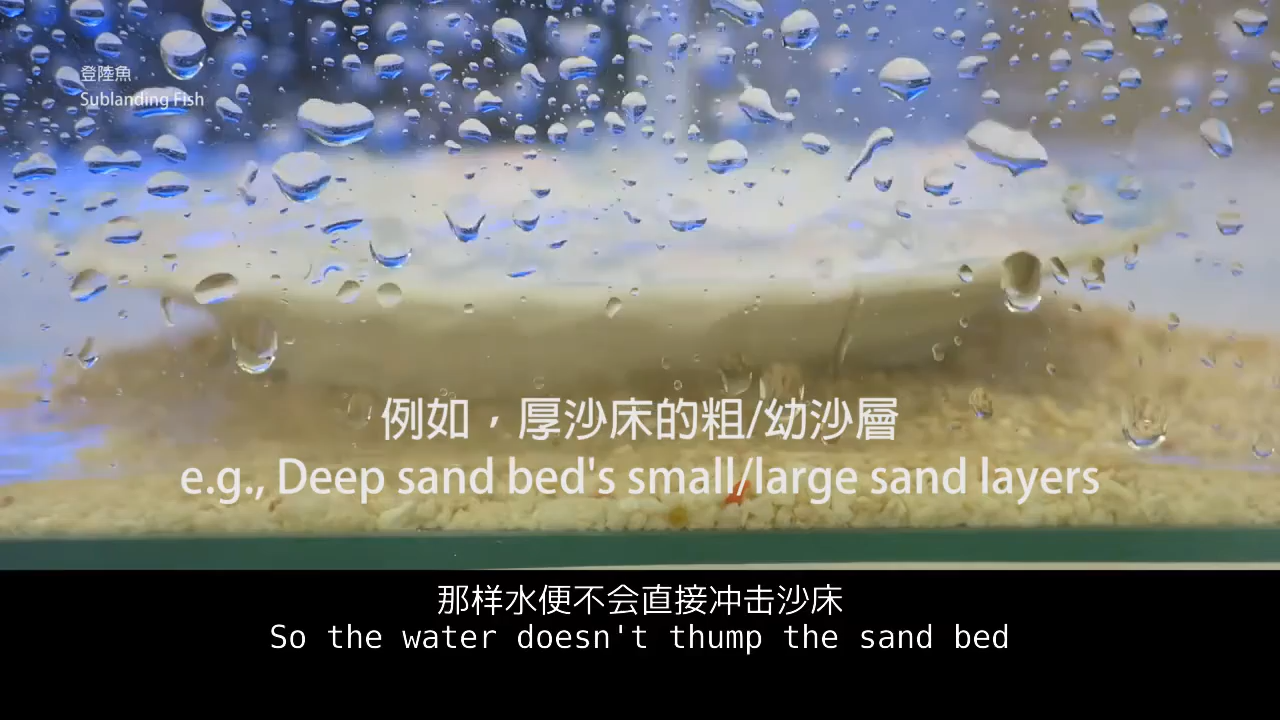 登陸魚
Sublanding Fish
例如，厚沙床的粗/幼沙層
e.g., Deep sand bed's small/large sand layers
那样水便不会直接冲击沙床
So the water doesn't thump the sand bed